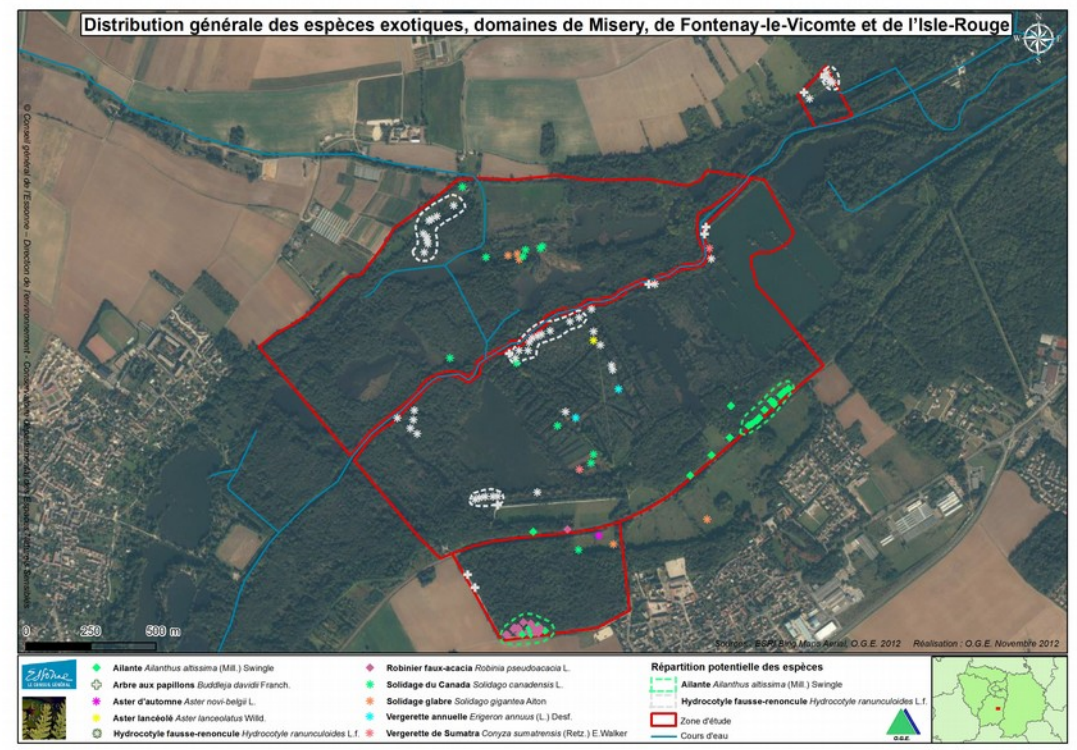 Distribution générale des espèces exotiques, domaines de Misery, de Fontenay-le-Vicomte et de l'Isle-Rouge
N
W
E
0 250 500 m
Sources : ESRI Bing Maps Aerial, O.G.E. 2012 Réalisation : O.G.E. Novembre 2012
© Conseil général de l'Essonne – Direction de l'environnement - Conservatoire
Essonne
LE CONSEIL GÉNÉRAL
Ailante Ailanthus altissima (Mill.) Swingle
Arbre aux papillons Buddleja davidii Franch.
Aster d'automne Aster novi-belgii L.
Aster lancéolé Aster lanceolatus Willd.
Hydrocotyle fausse-renoncule Hydrocotyle ranunculoides L.f.
Robinier faux-acacia Robinia pseudoacacia L.
Solidage du Canada Solidago canadensis L.
Solidage glabre Solidago gigantea Aiton
Vergerette annuelle Erigeron annuus (L.) Desf.
Vergerette de Sumatra Conyza sumatrensis (Retz.) E.Walker
Répartition potentielle des espèces
Ailante Ailanthus altissima (Mill.) Swingle
Hydrocotyle fausse-renoncule Hydrocotyle ranunculoides L.f.
Zone d'étude
Cours d'eau
O.G.E.